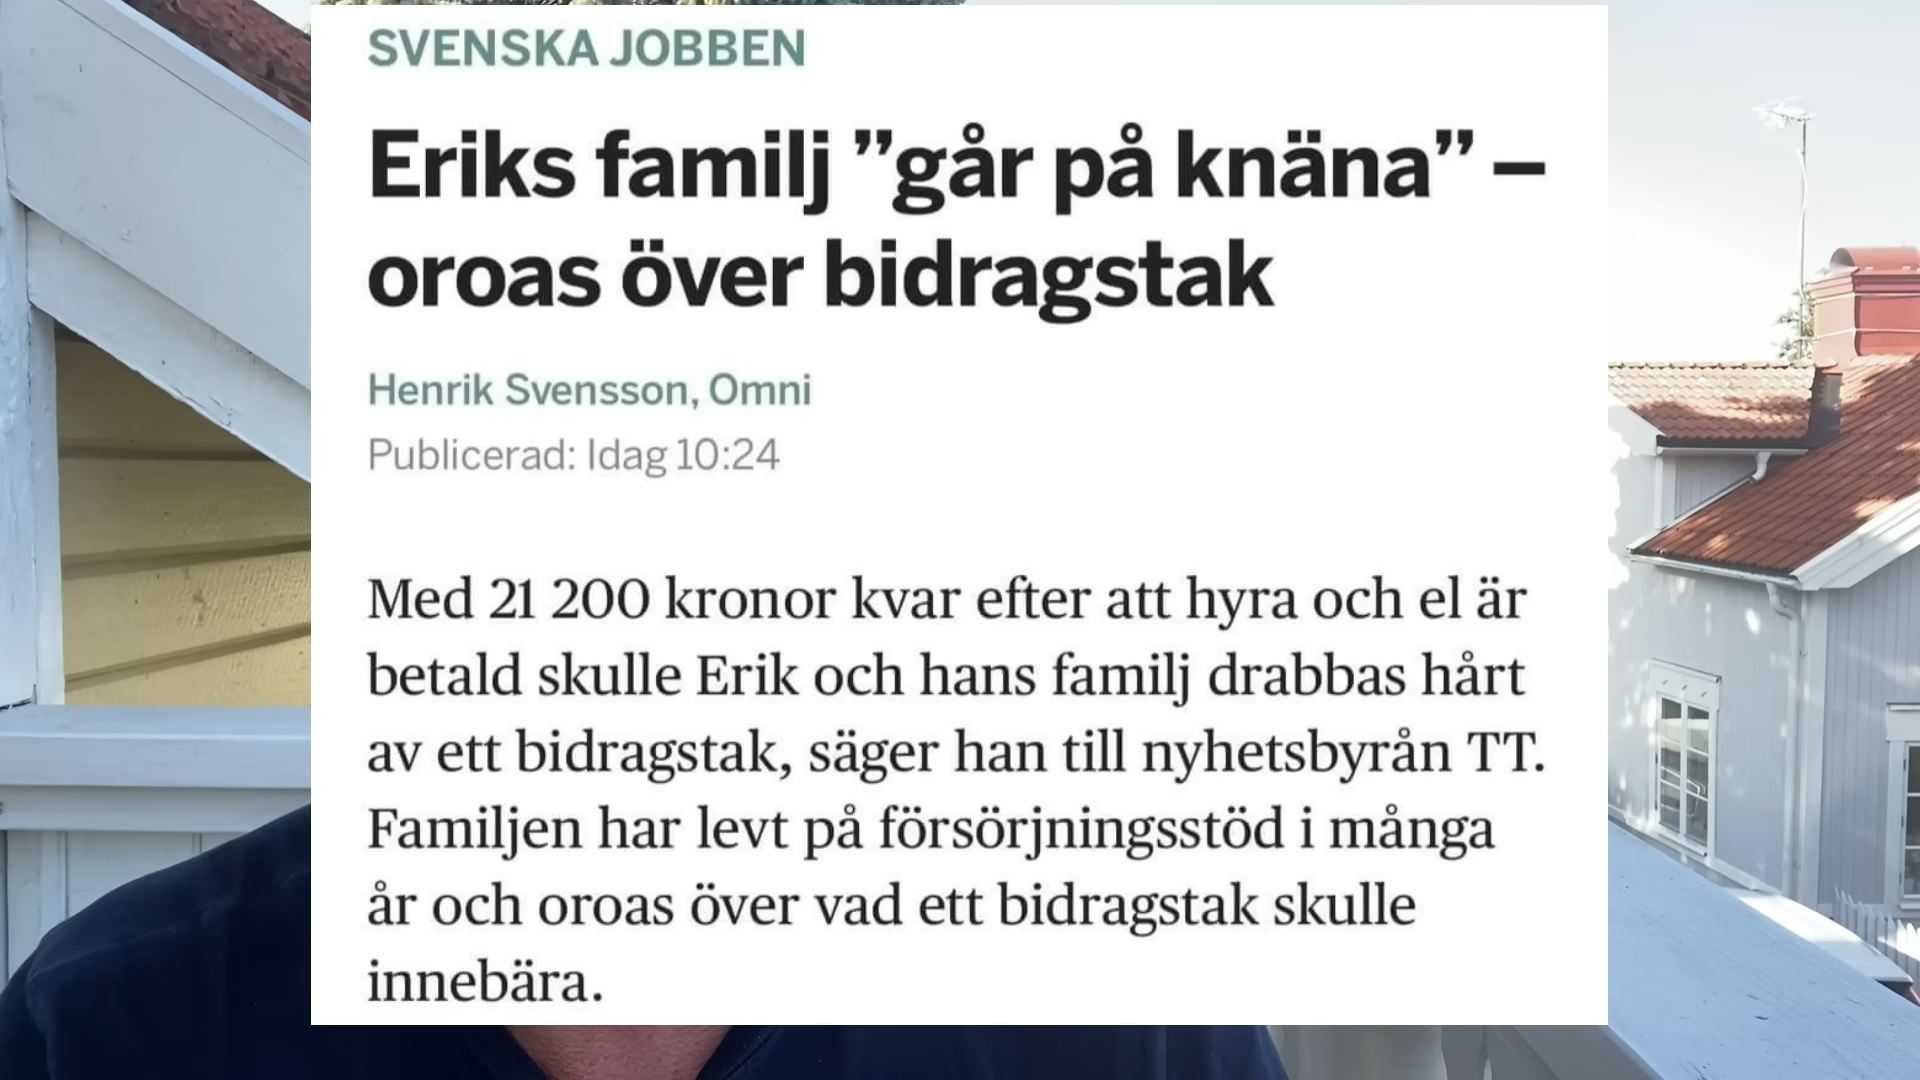 SVENSKA JOBBEN
Eriks familj ”går på knäna” –
oroas över bidragstak
Henrik Svensson, Omni
Publicerad: Idag 10:24
Med 21 200 kronor kvar efter att hyra och el är
betald skulle Erik och hans familj drabbas hårt
av ett bidragstak, säger han till nyhetsbyrån TT.
Familjen har levt på försörjningsstöd i många
år och oroas över vad ett bidragstak skulle
innebära.